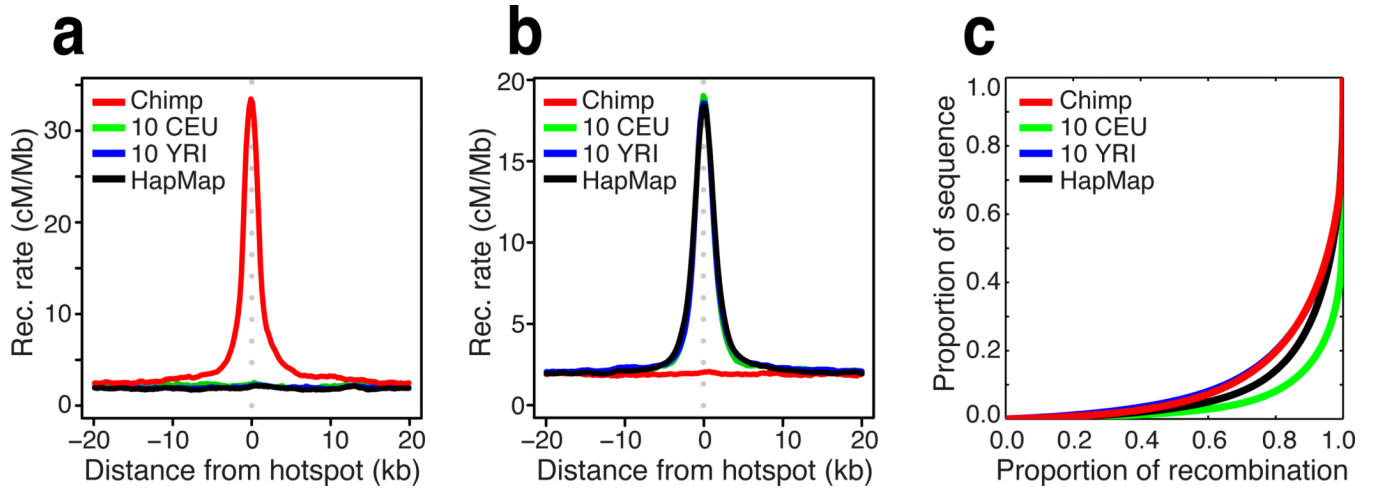 a
Chimp
10 CEU
10 YRI
HapMap
30
20
10
0
Rec. rate (cM/Mb)
−20 −10 0 10 20
Distance from hotspot (kb)
b
Chimp
10 CEU
10 YRI
HapMap
20
15
10
5
0
Rec. rate (cM/Mb)
−20 −10 0 10 20
Distance from hotspot (kb)
c
Chimp
10 CEU
10 YRI
HapMap
1.0
0.8
0.6
0.4
0.2
0.0
Proportion of sequence
0.0 0.2 0.4 0.6 0.8 1.0
Proportion of recombination